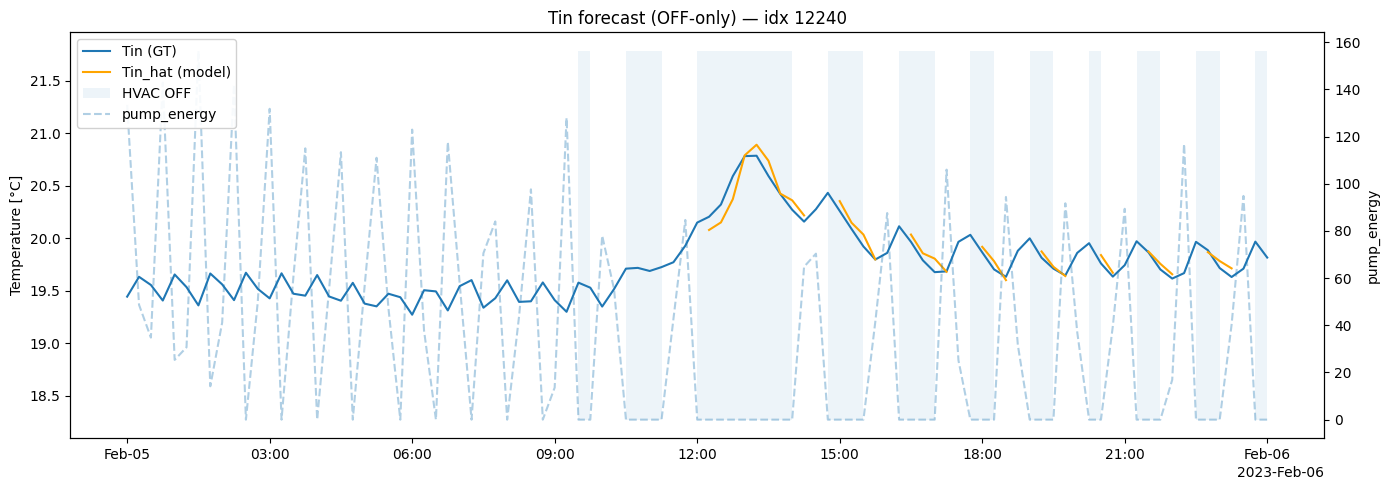 Tin forecast (OFF-only) — idx 12240
Tin (GT)
Tin_hat (model)
HVAC OFF
pump_energy
Temperature [°C]
21.5
21.0
20.5
20.0
19.5
19.0
18.5
160
140
120
100
80
60
40
20
0
pump_energy
Feb-05 03:00 06:00 09:00 12:00 15:00 18:00 21:00 Feb-06
2023-Feb-06